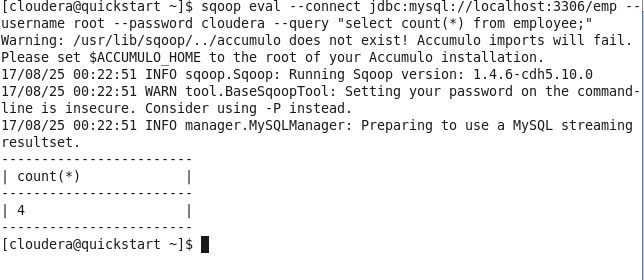 [cloudera@quickstart ~]$ sqoop eval --connect jdbc:mysql://localhost:3306/emp --
username root --password cloudera --query "select count(*) from employee;"
Warning: /usr/lib/sqoop/../accumulo does not exist! Accumulo imports will fail.
Please set $ACCUMULO_HOME to the root of your Accumulo installation.
17/08/25 00:22:51 INFO sqoop.Sqoop: Running Sqoop version: 1.4.6-cdh5.10.0
17/08/25 00:22:51 WARN tool.BaseSqoopTool: Setting your password on the command-
line is insecure. Consider using -P instead.
17/08/25 00:22:51 INFO manager.MySQLManager: Preparing to use a MySQL streaming
resultset.
------------------------
| count(*)             |
------------------------
| 4                    |
------------------------
[cloudera@quickstart ~]$